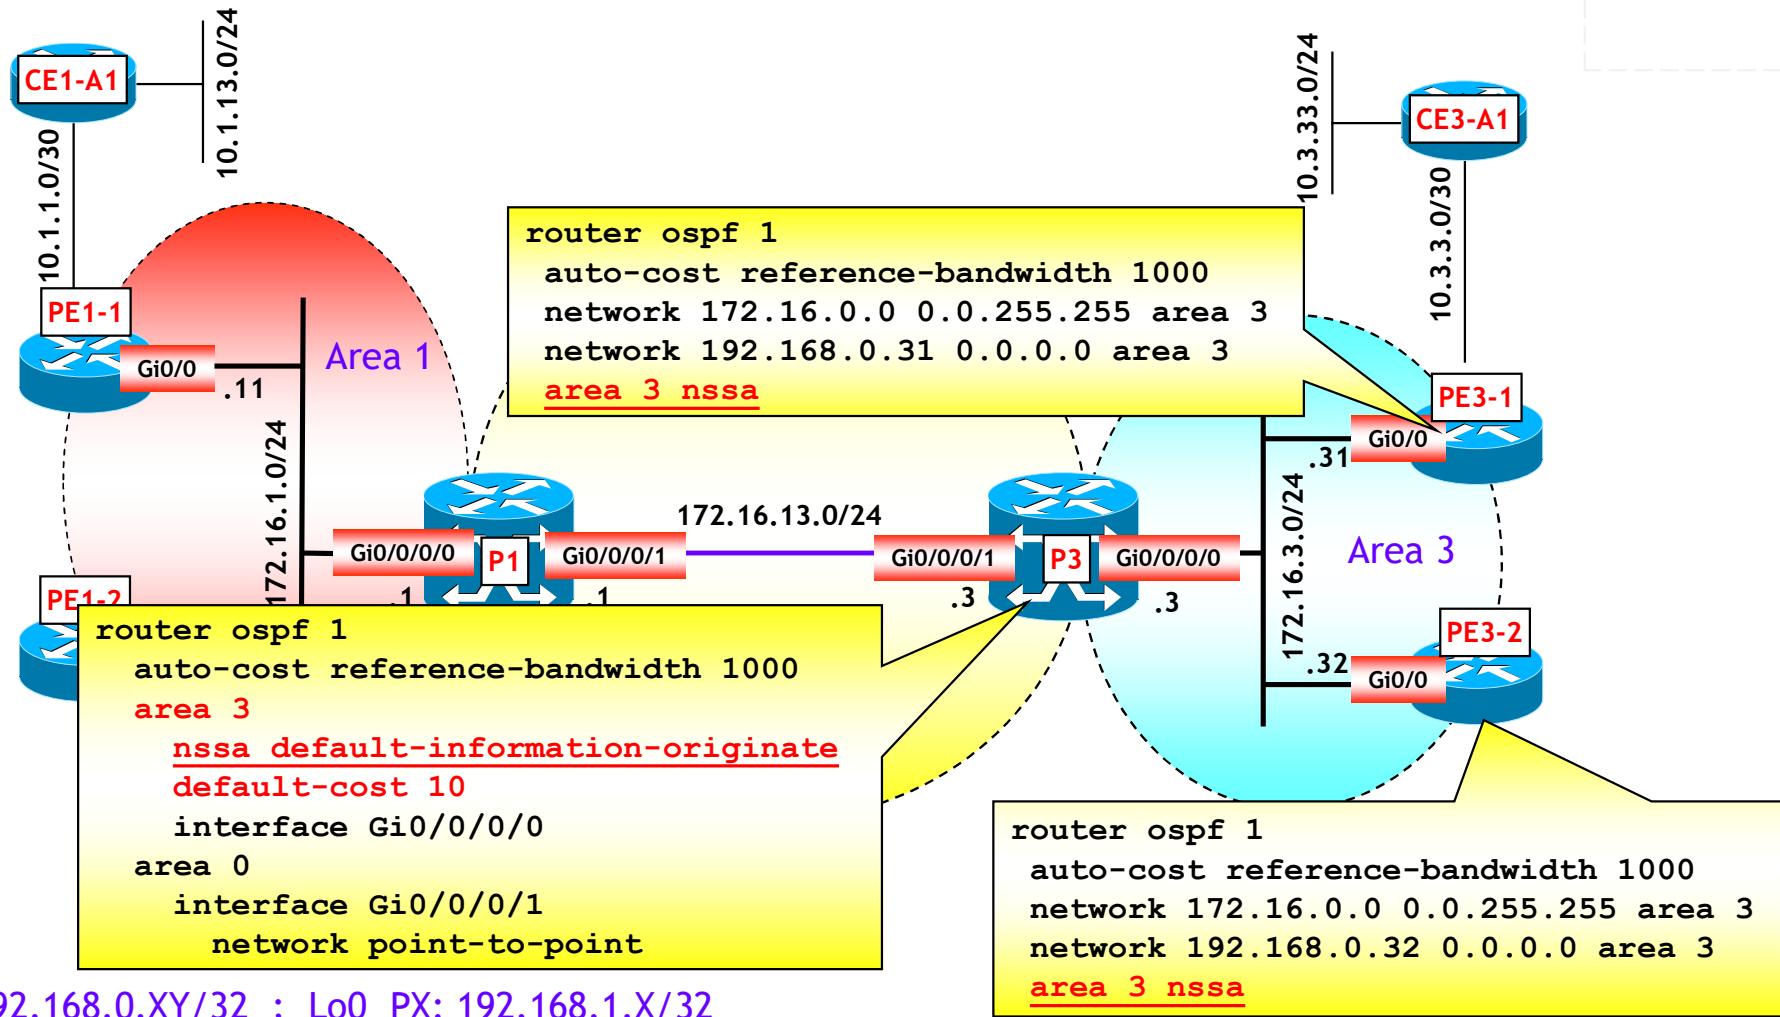 CE1-A1
10.1.13.0/24
10.1.1.0/30
10.3.33.0/24
CE3-A1
10.3.3.0/30
PE1-1
Gi0/0
.11
Area 1
172.16.1.0/24
router ospf 1
auto-cost reference-bandwidth 1000
network 172.16.0.0 0.0.255.255 area 3
network 192.168.0.31 0.0.0.0 area 3
area 3 nssa
PE3-1
Gi0/0
.31
172.16.3.0/24
Area 3
Gi0/0/0/0
P1
Gi0/0/0/1
.1
.1
172.16.13.0/24
Gi0/0/0/1
P3
Gi0/0/0/0
.3
.3
PE1-2
PE3-2
Gi0/0
.32
router ospf 1
auto-cost reference-bandwidth 1000
area 3
nssa default-information-originate
default-cost 10
interface Gi0/0/0/0
area 0
interface Gi0/0/0/1
network point-to-point
router ospf 1
auto-cost reference-bandwidth 1000
network 172.16.0.0 0.0.255.255 area 3
network 192.168.0.32 0.0.0.0 area 3
area 3 nssa
92.168.0.XY/32 ; Lo0 PX: 192.168.1.X/32